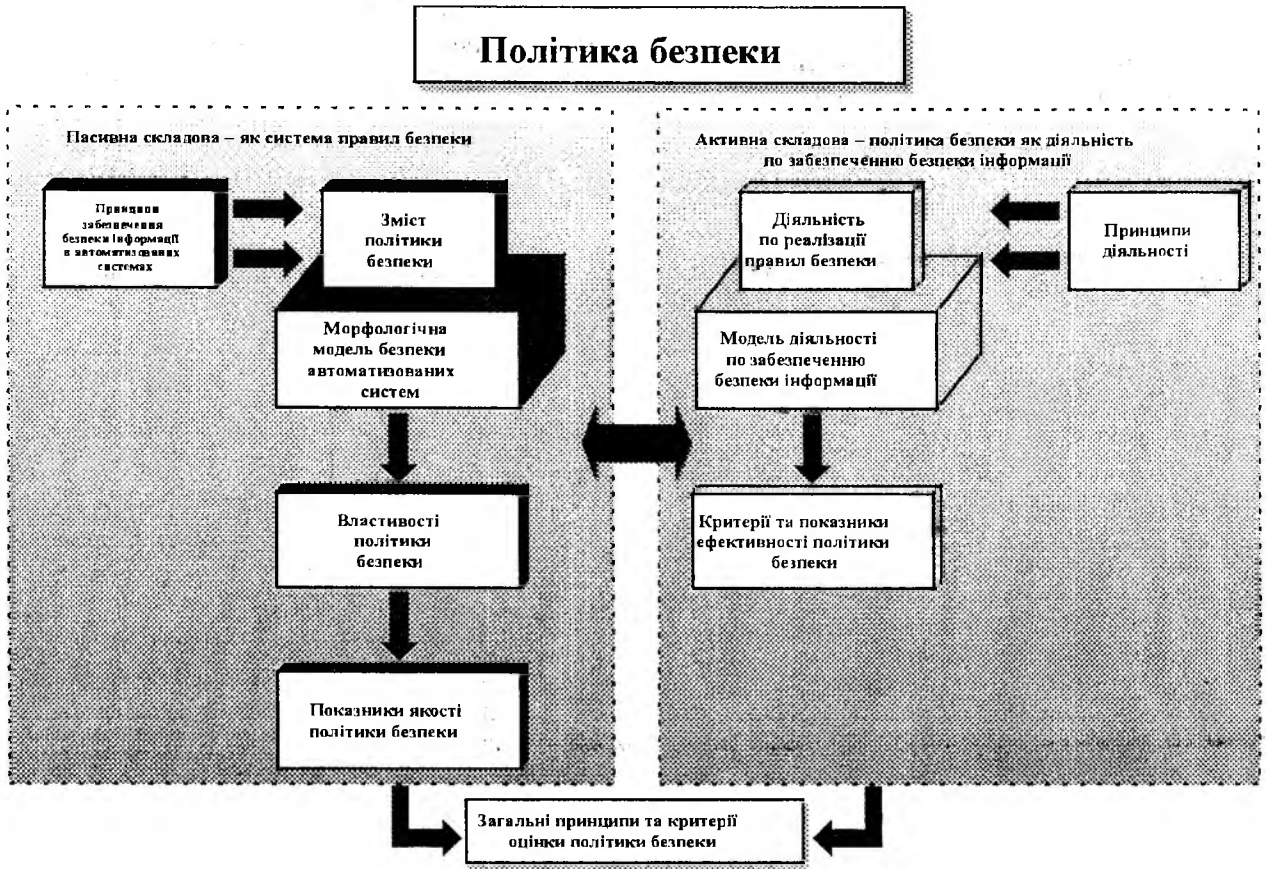 Політика безпеки
Пасивна складова – як система правил безпеки
Принципи
забезпечення
безпеки інформації
в автоматизованих
системах
Зміст
політики
безпеки
Морфологічна
модель безпеки
автоматизованих
систем
Властивості
політики
безпеки
Показники якості
політики безпеки
Активна складова – політика безпеки як діяльність
по забезпеченню безпеки інформації
Діяльність
по реалізації
правил безпеки
Принципи
діяльності
Модель діяльності
по забезпеченню
безпеки інформації
Критерії та показники
ефективності політики
безпеки
Загальні принципи та критерії
оцінки політики безпеки